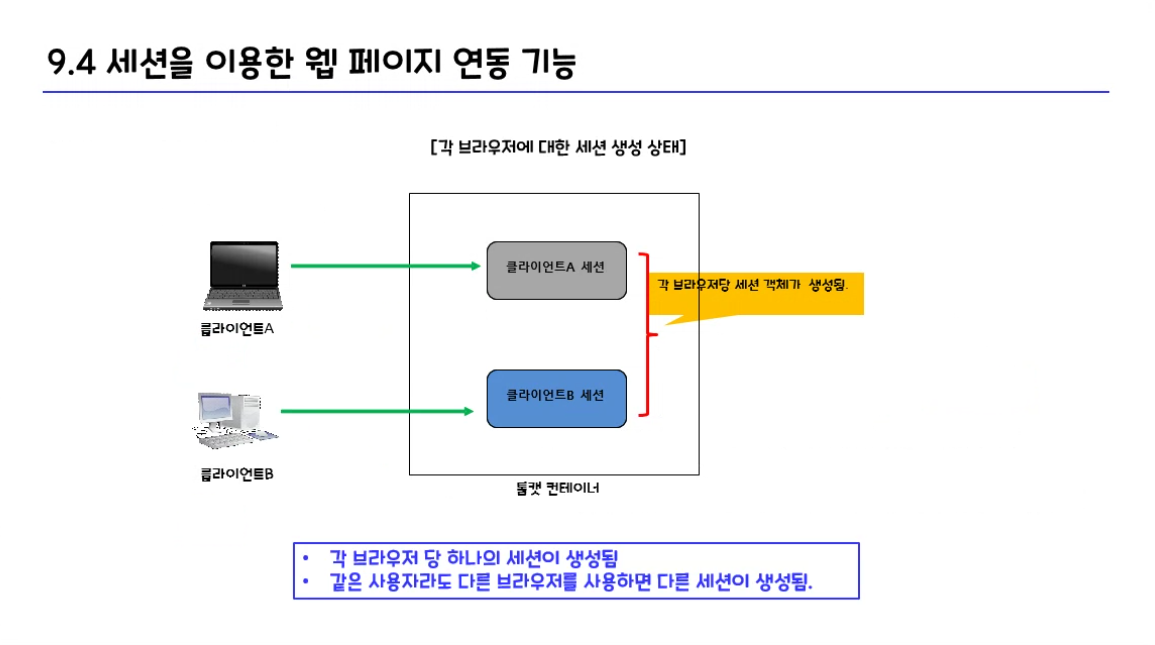 9.4 세션을 이용한 웹 페이지 연동 기능
[각 브라우저에 대한 세션 생성 상태]
클라이언트A 세션
각 브라우저당 세션 객체가 생성됨.
클라이언트A
클라이언트B 세션
클라이언트B
톰캣 컨테이너
• 각 브라우저 당 하나의 세션이 생성됨
• 같은 사용자라도 다른 브라우저를 사용하면 다른 세션이 생성됨.